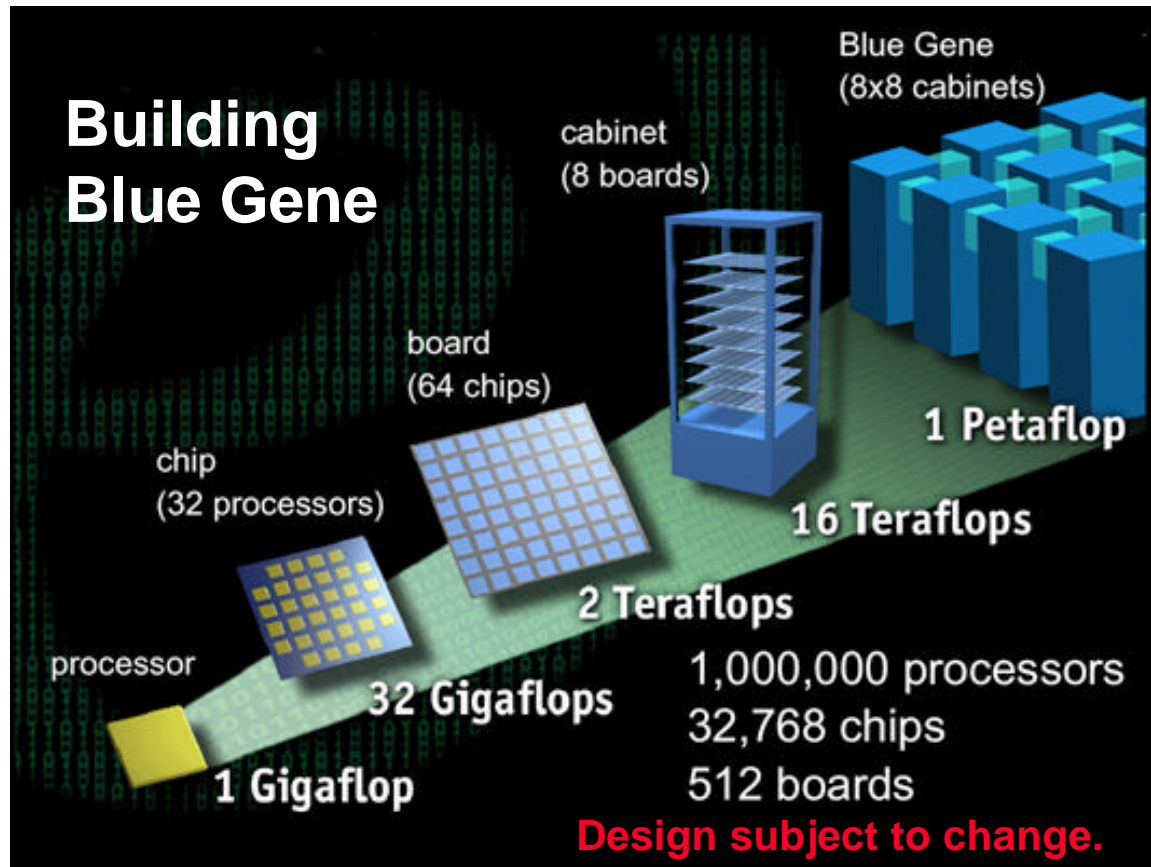 Building
Blue Gene
Blue Gene
(8x8 cabinets)
cabinet
(8 boards)
board
(64 chips)
chip
(32 processors)
processor
1 Petaflop
16 Teraflops
2 Teraflops
32 Gigaflops
1 Gigaflop
1,000,000 processors
32,768 chips
512 boards
Design subject to change.